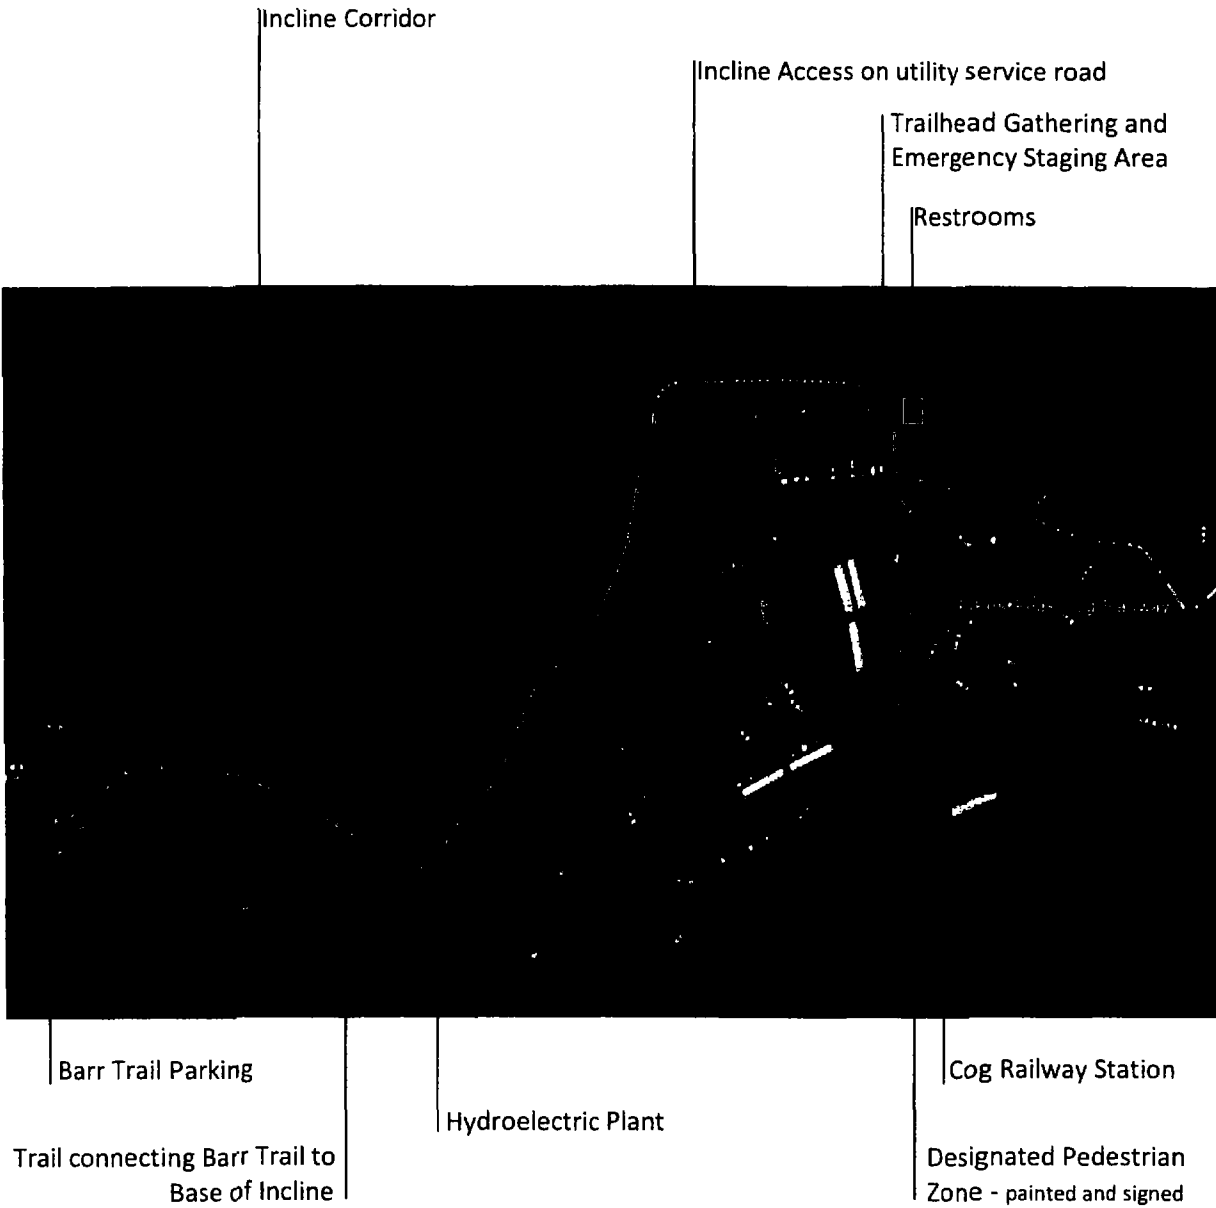 Incline Corridor
Incline Access on utility service road
Trailhead Gathering and
Emergency Staging Area
Restrooms
Barr Trail Parking
Cog Railway Station
Hydroelectric Plant
Trail connecting Barr Trail to
Base of Incline
Designated Pedestrian
Zone - painted and signed